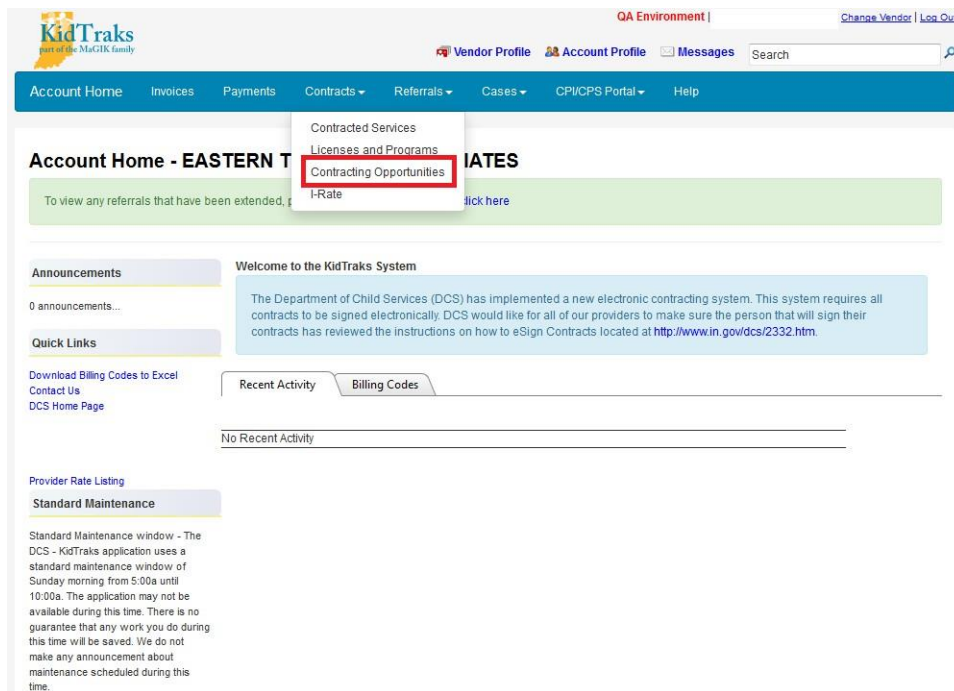 KidTraks
part of the MaGIK family
QA Environment |
Change Vendor | Log Ou
Vendor Profile Account Profile Messages Search
Account Home Invoices Payments Contracts Referrals Cases CPI/CPS Portal Help
Contracted Services
Licenses and Programs
Contracting Opportunities
I-Rate
Account Home - EASTERN T IATES
To view any referrals that have been extended, p click here
Announcements
0 announcements...
Quick Links
Download Billing Codes to Excel
Contact Us
DCS Home Page
Provider Rate Listing
Standard Maintenance
Standard Maintenance window - The
DCS - KidTraks application uses a
standard maintenance window of
Sunday morning from 5:00a until
10:00a. The application may not be
available during this time. There is no
guarantee that any work you do during
this time will be saved. We do not
make any announcement about
maintenance scheduled during this
time.
Welcome to the KidTraks System
The Department of Child Services (DCS) has implemented a new electronic contracting system. This system requires all
contracts to be signed electronically. DCS would like for all of our providers to make sure the person that will sign their
contracts has reviewed the instructions on how to eSign Contracts located at http://www.in.gov/dcs/2332.htm.
Recent Activity Billing Codes
No Recent Activity